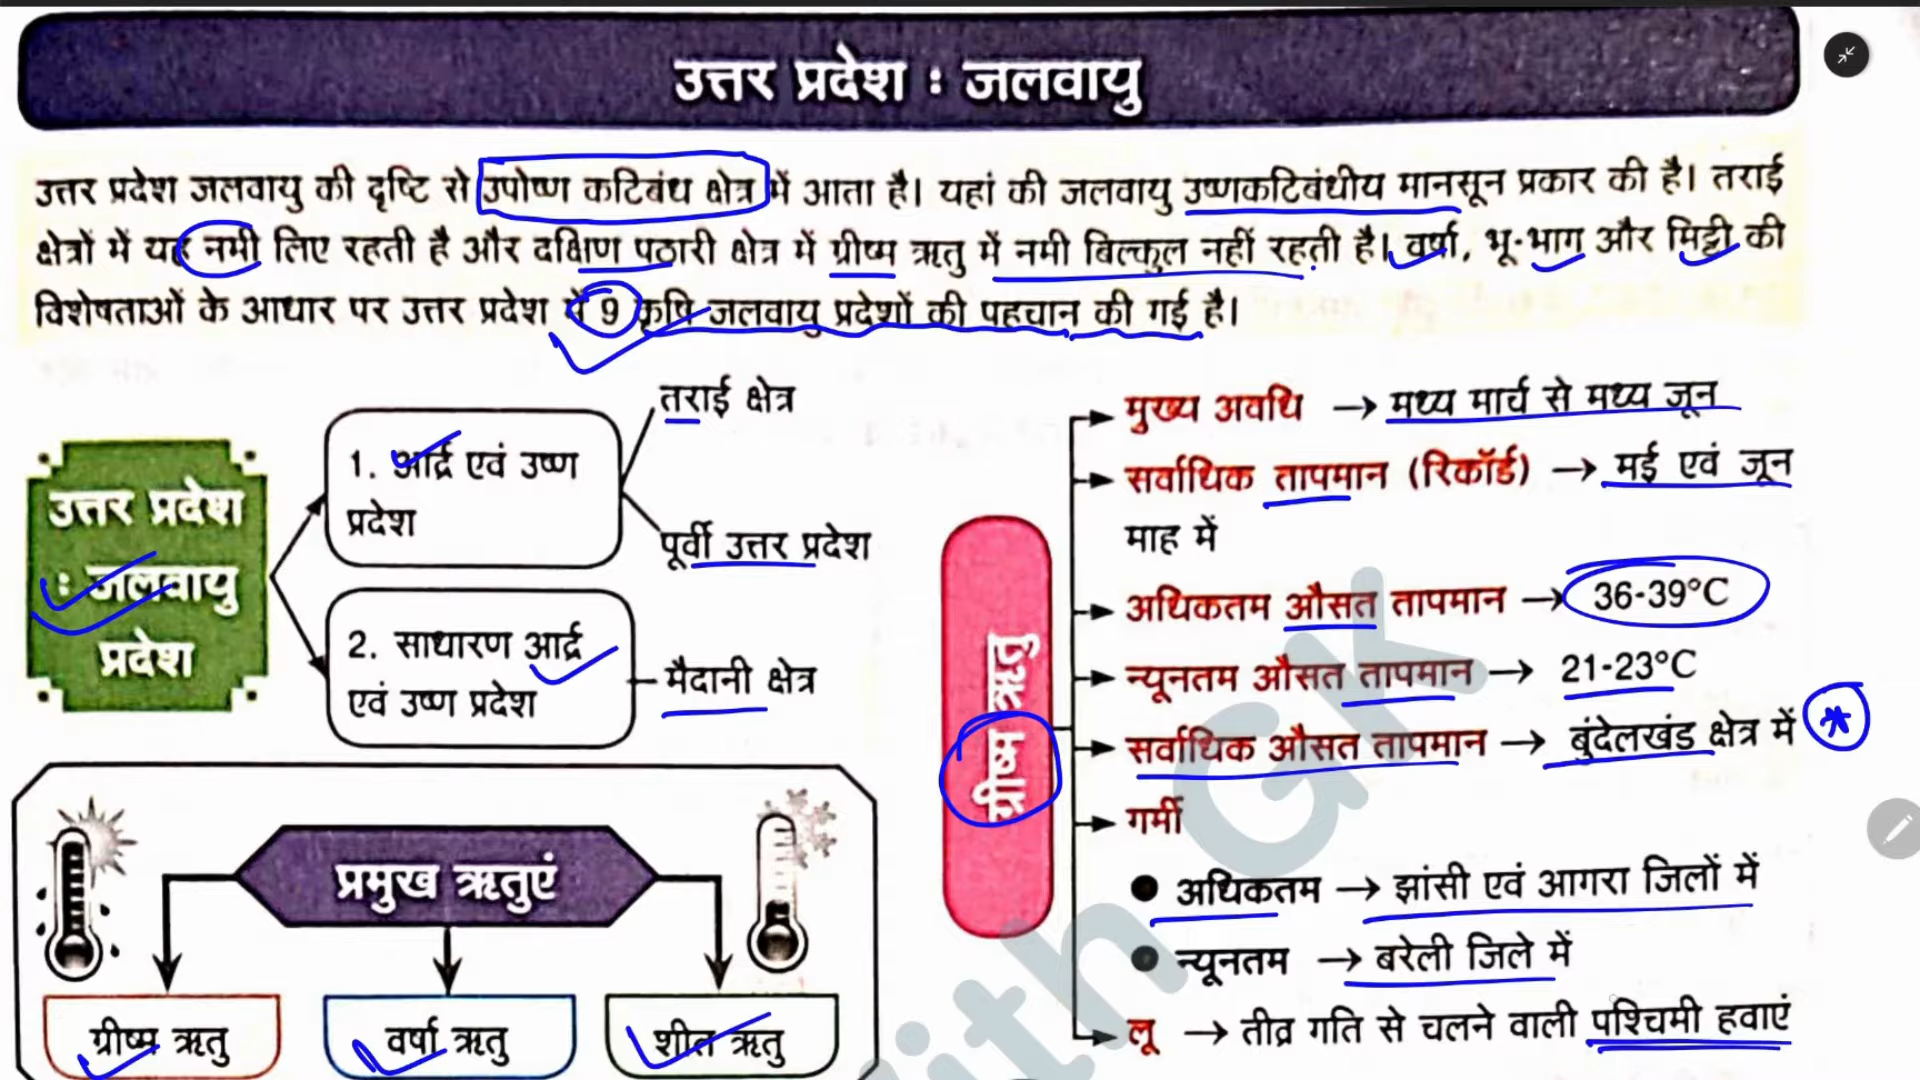 उत्तर प्रदेश : जलवायु
उत्तर प्रदेश जलवायु की दृष्टि से उपोष्ण कटिबंध क्षेत्र में आता है। यहां की जलवायु उष्णकटिबंधीय मानसून प्रकार की है। तराई
क्षेत्रों में यह नमी लिए रहती है और दक्षिण पठारी क्षेत्र में ग्रीष्म ऋतु में नमी बिल्कुल नहीं रहती है। वर्षा, भू-भाग और मिट्टी की
विशेषताओं के आधार पर उत्तर प्रदेश में 9 कृषि जलवायु प्रदेशों की पहचान की गई है।
उत्तर प्रदेश
: जलवायु
प्रदेश
1. आर्द्र एवं उष्ण
प्रदेश
तराई क्षेत्र
पूर्वी उत्तर प्रदेश
2. साधारण आर्द्र
एवं उष्ण प्रदेश
मैदानी क्षेत्र
प्रमुख ऋतुएं
ग्रीष्म ऋतु
वर्षा ऋतु
शीत ऋतु
ग्रीष्म ऋतु
मुख्य अवधि → मध्य मार्च से मध्य जून
सर्वाधिक तापमान (रिकॉर्ड) → मई एवं जून
माह में
अधिकतम औसत तापमान → 36-39°C
न्यूनतम औसत तापमान → 21-23°C
सर्वाधिक औसत तापमान → बुंदेलखंड क्षेत्र में
गर्मी
● अधिकतम → झांसी एवं आगरा जिलों में
● न्यूनतम → बरेली जिले में
लू → तीव्र गति से चलने वाली पश्चिमी हवाएं
ith GK